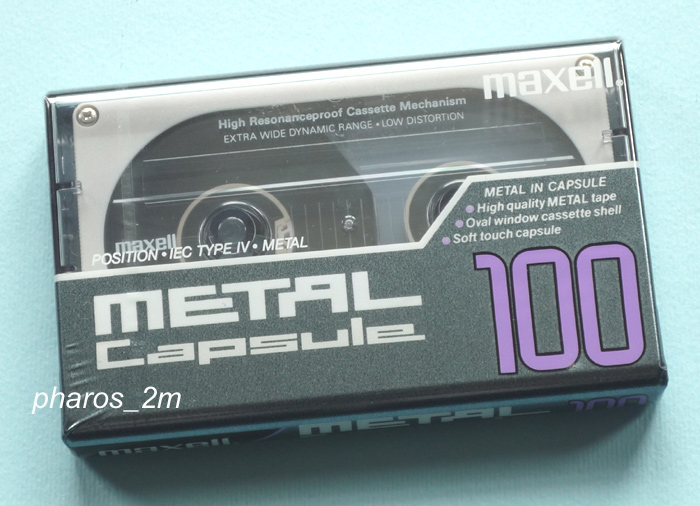 maxell.
High Resonanceproof Cassette Mechanism
EXTRA WIDE DYNAMIC RANGE • LOW DISTORTION
METAL IN CAPSULE
• High quality METAL tape
• Oval window cassette shell
• Soft touch capsule
maxell
POSITION • IEC TYPE IV • METAL
METAL
Capsule
100
pharos_2m
maxell METAL 100